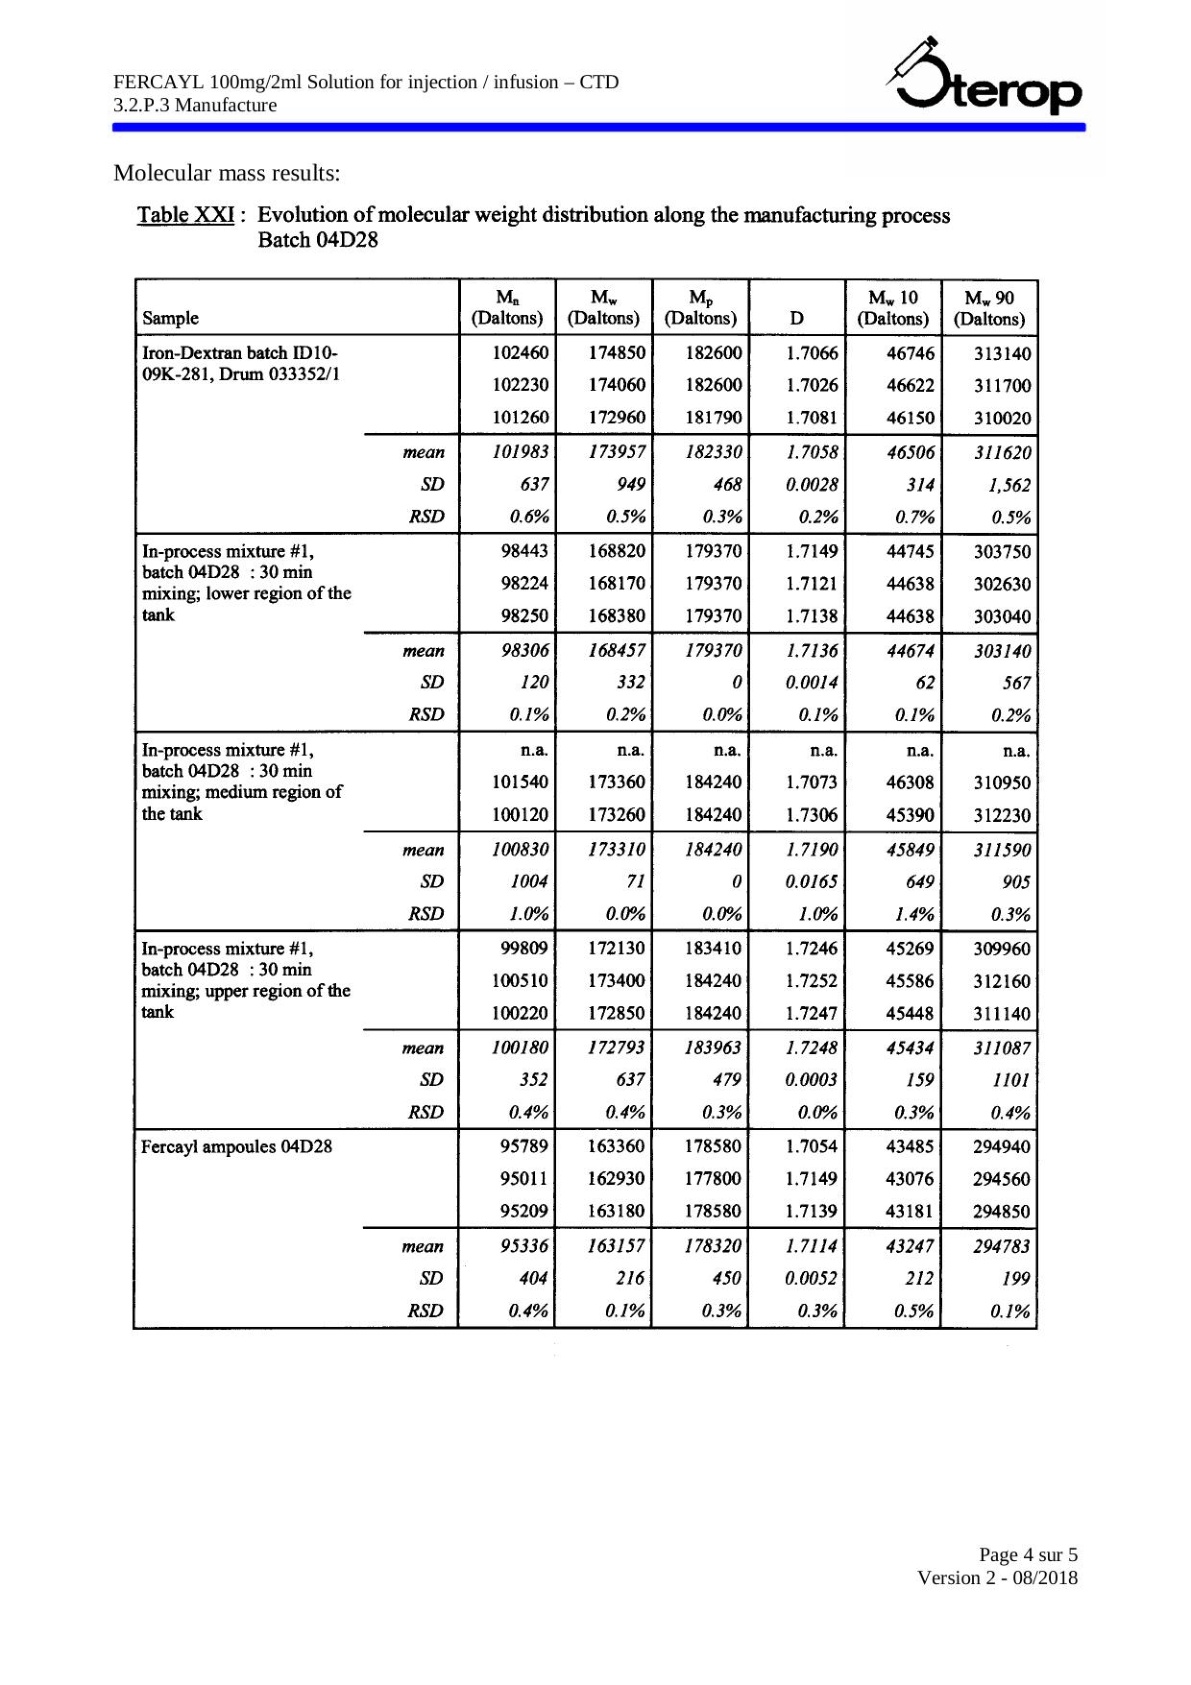 FERCAYL 100mg/2ml Solution for injection / infusion – CTD
3.2.P.3 Manufacture
Sterop
Molecular mass results:
Table XXI : Evolution of molecular weight distribution along the manufacturing process
Batch 04D28
Sample Mn (Daltons) Mw (Daltons) Mp (Daltons) D Mw 10 (Daltons) Mw 90 (Daltons)
Iron-Dextran batch ID10- 102460 174850 182600 1.7066 46746 313140
09K-281, Drum 033352/1 102230 174060 182600 1.7026 46622 311700
101260 172960 181790 1.7081 46150 310020
mean 101983 173957 182330 1.7058 46506 311620
SD 637 949 468 0.0028 314 1,562
RSD 0.6% 0.5% 0.3% 0.2% 0.7% 0.5%
In-process mixture #1, 98443 168820 179370 1.7149 44745 303750
batch 04D28 : 30 min 98224 168170 179370 1.7121 44638 302630
mixing; lower region of the
tank 98250 168380 179370 1.7138 44638 303040
mean 98306 168457 179370 1.7136 44674 303140
SD 120 332 0 0.0014 62 567
RSD 0.1% 0.2% 0.0% 0.1% 0.1% 0.2%
In-process mixture #1, n.a. n.a. n.a. n.a. n.a. n.a.
batch 04D28 : 30 min 101540 173360 184240 1.7073 46308 310950
mixing; medium region of
the tank 100120 173260 184240 1.7306 45390 312230
mean 100830 173310 184240 1.7190 45849 311590
SD 1004 71 0 0.0165 649 905
RSD 1.0% 0.0% 0.0% 1.0% 1.4% 0.3%
In-process mixture #1, 99809 172130 183410 1.7246 45269 309960
batch 04D28 : 30 min 100510 173400 184240 1.7252 45586 312160
mixing; upper region of the
tank 100220 172850 184240 1.7247 45448 311140
mean 100180 172793 183963 1.7248 45434 311087
SD 352 637 479 0.0003 159 1101
RSD 0.4% 0.4% 0.3% 0.0% 0.3% 0.4%
Fercayl ampoules 04D28 95789 163360 178580 1.7054 43485 294940
95011 162930 177800 1.7149 43076 294560
95209 163180 178580 1.7139 43181 294850
mean 95336 163157 178320 1.7114 43247 294783
SD 404 216 450 0.0052 212 199
RSD 0.4% 0.1% 0.3% 0.3% 0.5% 0.1%
Page 4 sur 5
Version 2 - 08/2018